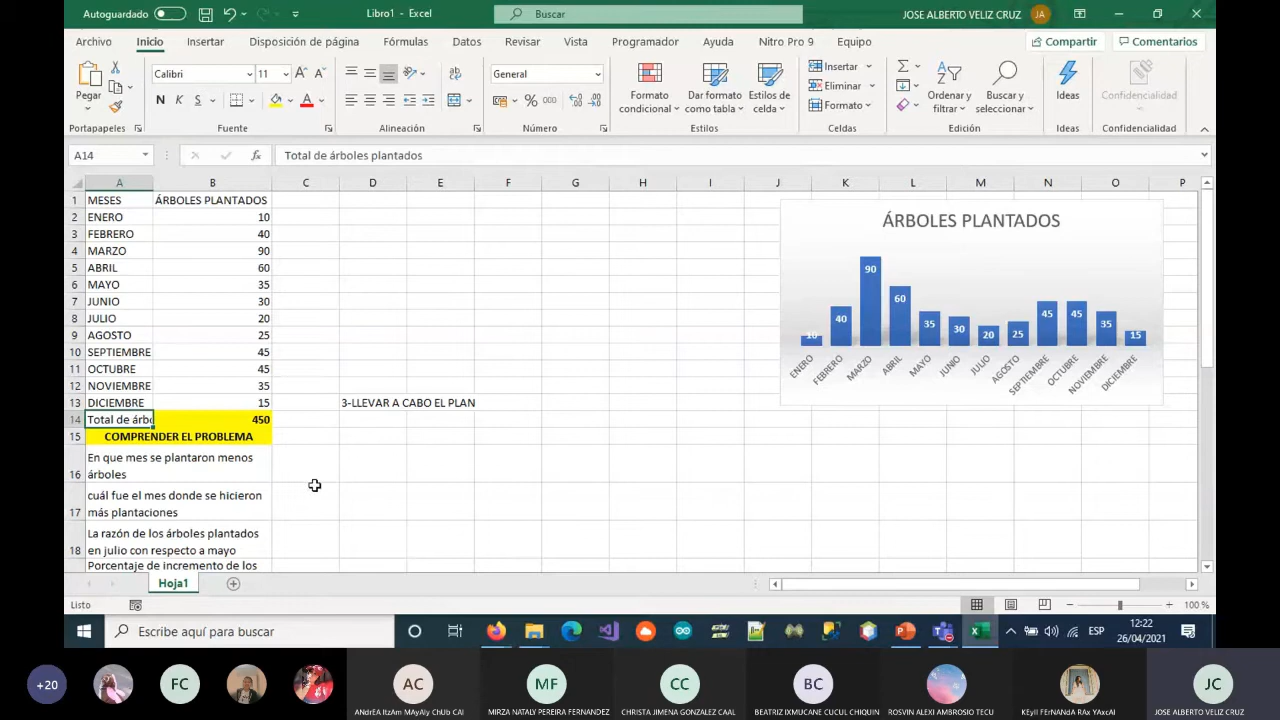 Autoguardado
Libro1 - Excel
Buscar
JOSE ALBERTO VELIZ CRUZ
JA
Archivo
Inicio
Insertar
Disposición de página
Fórmulas
Datos
Revisar
Vista
Programador
Ayuda
Nitro Pro 9
Equipo
Compartir
Comentarios
Pegar
Portapapeles
Calibri
11
N K S
Fuente
Alineación
General
% 000
Número
Formato condicional
Dar formato como tabla
Estilos de celda
Estilos
Insertar
Eliminar
Formato
Celdas
Ordenar y filtrar
Buscar y seleccionar
Edición
Ideas
Ideas
Confidencialidad
Confidencialidad
A14
fx
Total de árboles plantados
A B C D E F G H I J K L M N O P
1 MESES ÁRBOLES PLANTADOS
2 ENERO 10
3 FEBRERO 40
4 MARZO 90
5 ABRIL 60
6 MAYO 35
7 JUNIO 30
8 JULIO 20
9 AGOSTO 25
10 SEPTIEMBRE 45
11 OCTUBRE 45
12 NOVIEMBRE 35
13 DICIEMBRE 15 3-LLEVAR A CABO EL PLAN
14 Total de árbo 450
15 COMPRENDER EL PROBLEMA
En que mes se plantaron menos
16 árboles
cuál fue el mes donde se hicieron
17 más plantaciones
La razón de los árboles plantados
18 en julio con respecto a mayo
Porcentaje de incremento de los
ÁRBOLES PLANTADOS
10 40 90 60 35 30 20 25 45 45 35 15
ENERO FEBRERO MARZO ABRIL MAYO JUNIO JULIO AGOSTO SEPTIEMBRE OCTUBRE NOVIEMBRE DICIEMBRE
Hoja1
Listo
100 %
Escribe aquí para buscar
ESP
12:22
26/04/2021
+20
FC
AC
ANdrEA ItzAm MAyAly ChUb CAl
MF
MIRZA NATALY PEREIRA FERNANDEZ
CC
CHRISTA JIMENA GONZALEZ CAAL
BC
BEATRIZ IXMUCANE CUCUL CHIQUIN
ROSVIN ALEXI AMBROSIO TECU
KEyll FErNAndA RAx YAxcAl
JC
JOSE ALBERTO VELIZ CRUZ